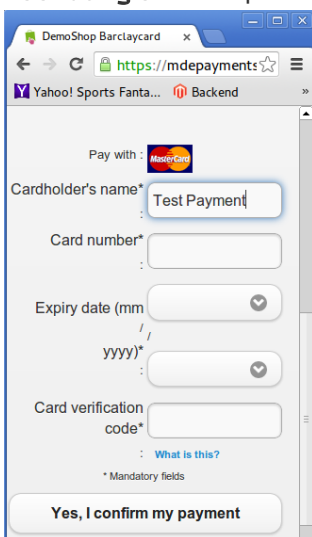 DemoShop Barclaycard
https://mdepayments
Yahoo! Sports Fanta... Backend »
Pay with : MasterCard
Cardholder's name*
: Test Payment
Card number*
:
Expiry date (mm
/ /
yyyy)*
:
Card verification
code*
: What is this?
* Mandatory fields
Yes, I confirm my payment